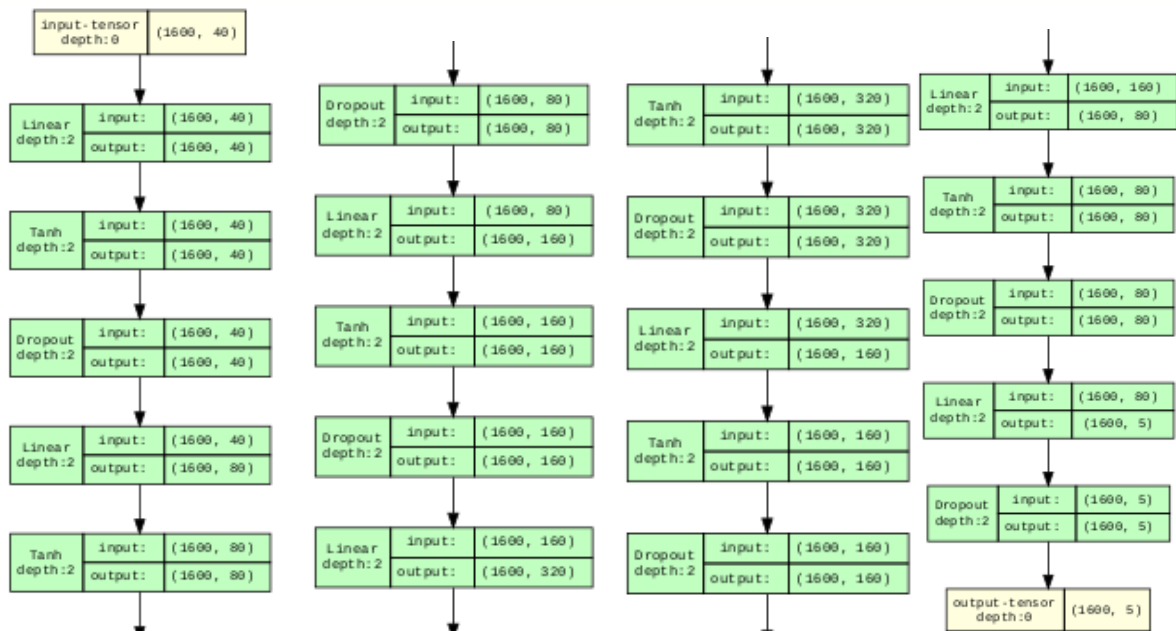 input-tensor
depth:0
(1600, 40)
Linear
depth:2
input:
(1600, 40)
output:
(1600, 40)
Tanh
depth:2
input:
(1600, 40)
output:
(1600, 40)
Dropout
depth:2
input:
(1600, 40)
output:
(1600, 40)
Linear
depth:2
input:
(1600, 40)
output:
(1600, 80)
Tanh
depth:2
input:
(1600, 80)
output:
(1600, 80)
Dropout
depth:2
input:
(1600, 80)
output:
(1600, 80)
Linear
depth:2
input:
(1600, 80)
output:
(1600, 160)
Tanh
depth:2
input:
(1600, 160)
output:
(1600, 160)
Dropout
depth:2
input:
(1600, 160)
output:
(1600, 160)
Linear
depth:2
input:
(1600, 160)
output:
(1600, 320)
Tanh
depth:2
input:
(1600, 320)
output:
(1600, 320)
Dropout
depth:2
input:
(1600, 320)
output:
(1600, 320)
Linear
depth:2
input:
(1600, 320)
output:
(1600, 160)
Tanh
depth:2
input:
(1600, 160)
output:
(1600, 160)
Dropout
depth:2
input:
(1600, 160)
output:
(1600, 160)
Linear
depth:2
input:
(1600, 160)
output:
(1600, 80)
Tanh
depth:2
input:
(1600, 80)
output:
(1600, 80)
Dropout
depth:2
input:
(1600, 80)
output:
(1600, 80)
Linear
depth:2
input:
(1600, 80)
output:
(1600, 5)
Dropout
depth:2
input:
(1600, 5)
output:
(1600, 5)
output-tensor
depth:0
(1600, 5)